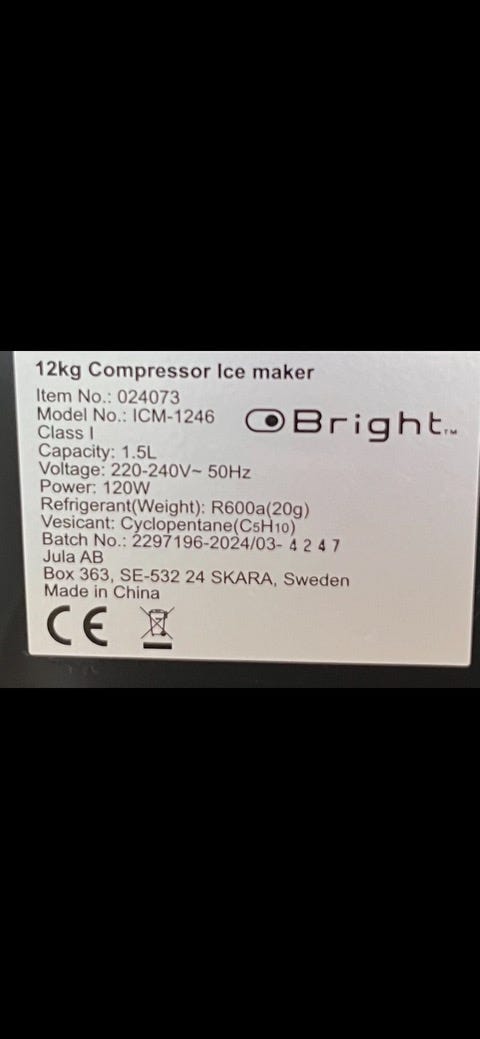 12kg Compressor Ice maker
Item No.: 024073
Model No.: ICM-1246
Bright™
Class I
Capacity: 1.5L
Voltage: 220-240V~ 50Hz
Power: 120W
Refrigerant(Weight): R600a(20g)
Vesicant: Cyclopentane(C5H10)
Batch No.: 2297196-2024/03- 4 2 4 7
Jula AB
Box 363, SE-532 24 SKARA, Sweden
Made in China
CE